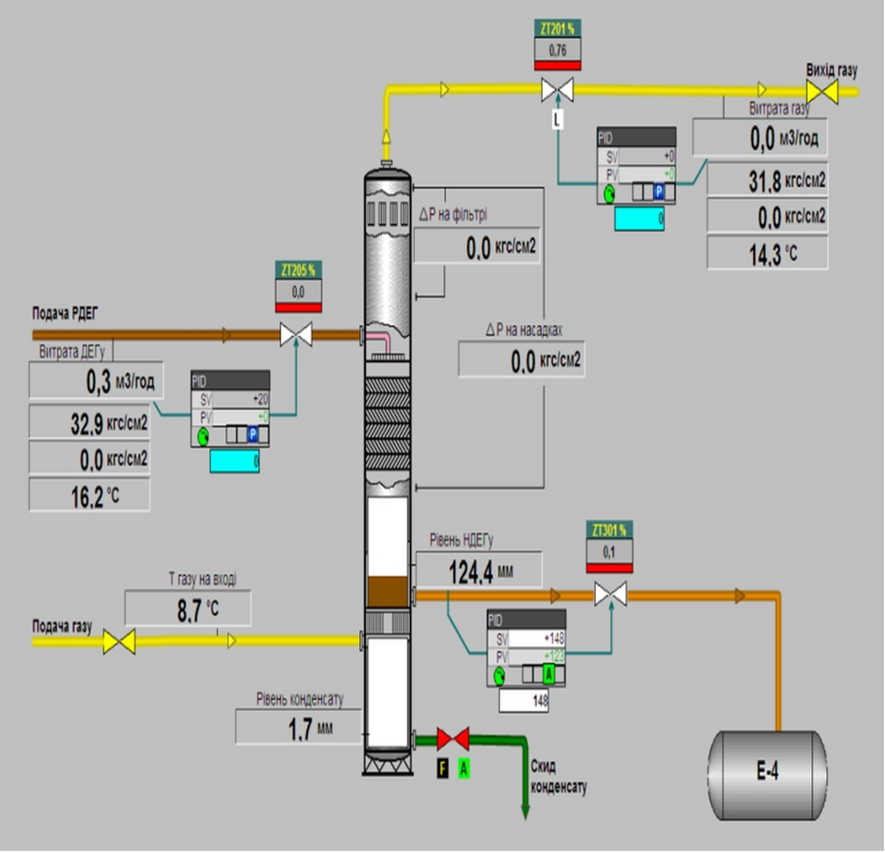 ZT201 %
0,76
Вихід газу
L
Витрата газу
0,0 м3/год
31.8 кгс/см2
0.0 кгс/см2
14.3 °C
PID
SV +0
PV +0
P
0
△P на фільтрі
0.0 кгс/см2
△P на насадках
0.0 кгс/см2
ZT205 %
0,0
Подача РДЕГ
Витрата ДЕГу
0,3 м3/год
32.9 кгс/см2
0.0 кгс/см2
16.2 °C
PID
SV +20
PV +0
P
0
Рівень НДЕГу
124.4 мм
ZT301 %
0,1
Т газу на вході
8.7 °C
Подача газу
PID
SV +148
PV +123
A
148
Рівень конденсату
1,7 мм
F A
Скид
конденсату
Е-4